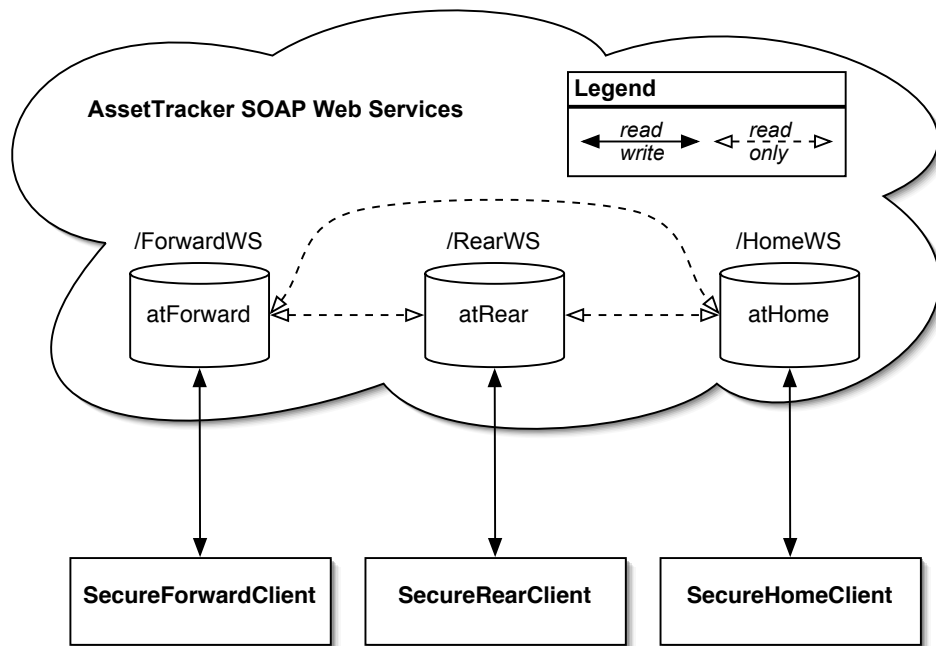 AssetTracker SOAP Web Services
Legend
read
write
read
only
/ForwardWS
/RearWS
/HomeWS
atForward
atRear
atHome
SecureForwardClient
SecureRearClient
SecureHomeClient